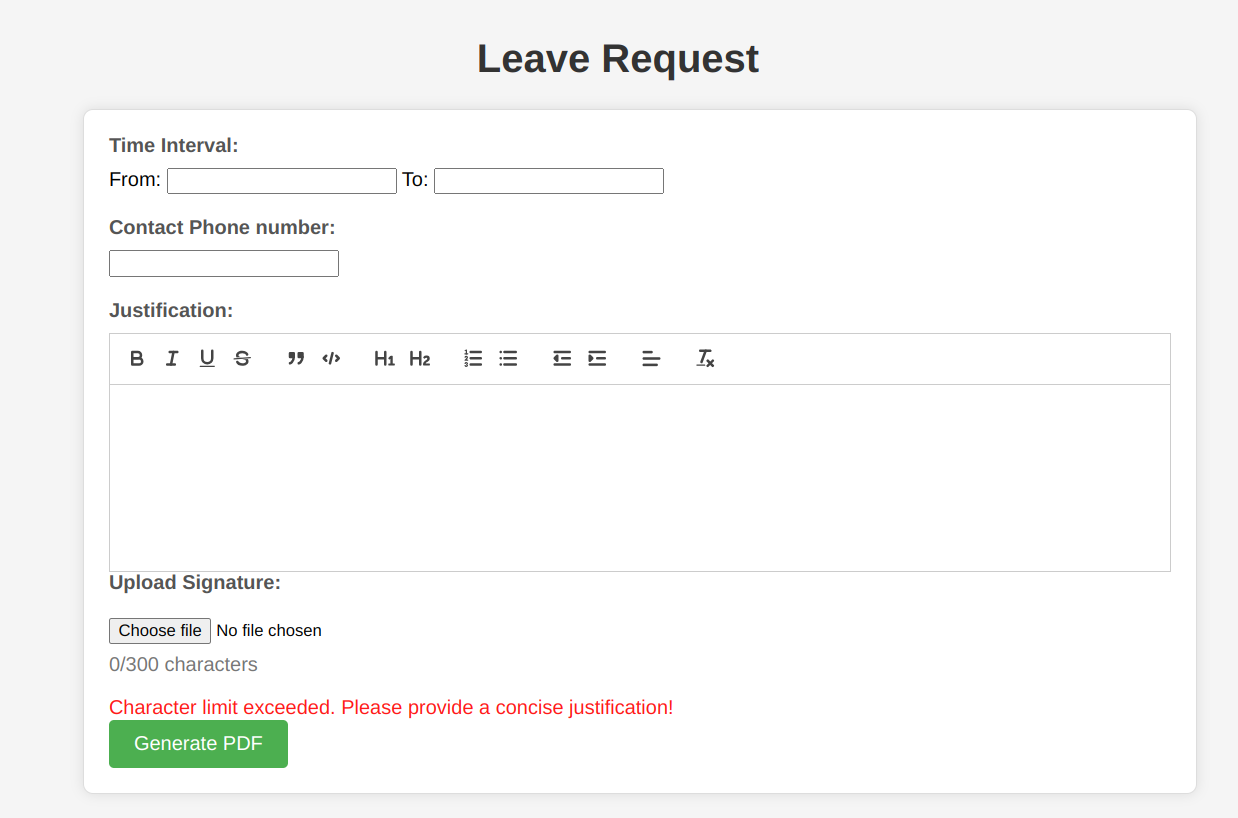 Leave Request
Time Interval:
From: To:
Contact Phone number:
Justification:
B I U S H1 H2
Upload Signature:
Choose file No file chosen
0/300 characters
Character limit exceeded. Please provide a concise justification!
Generate PDF